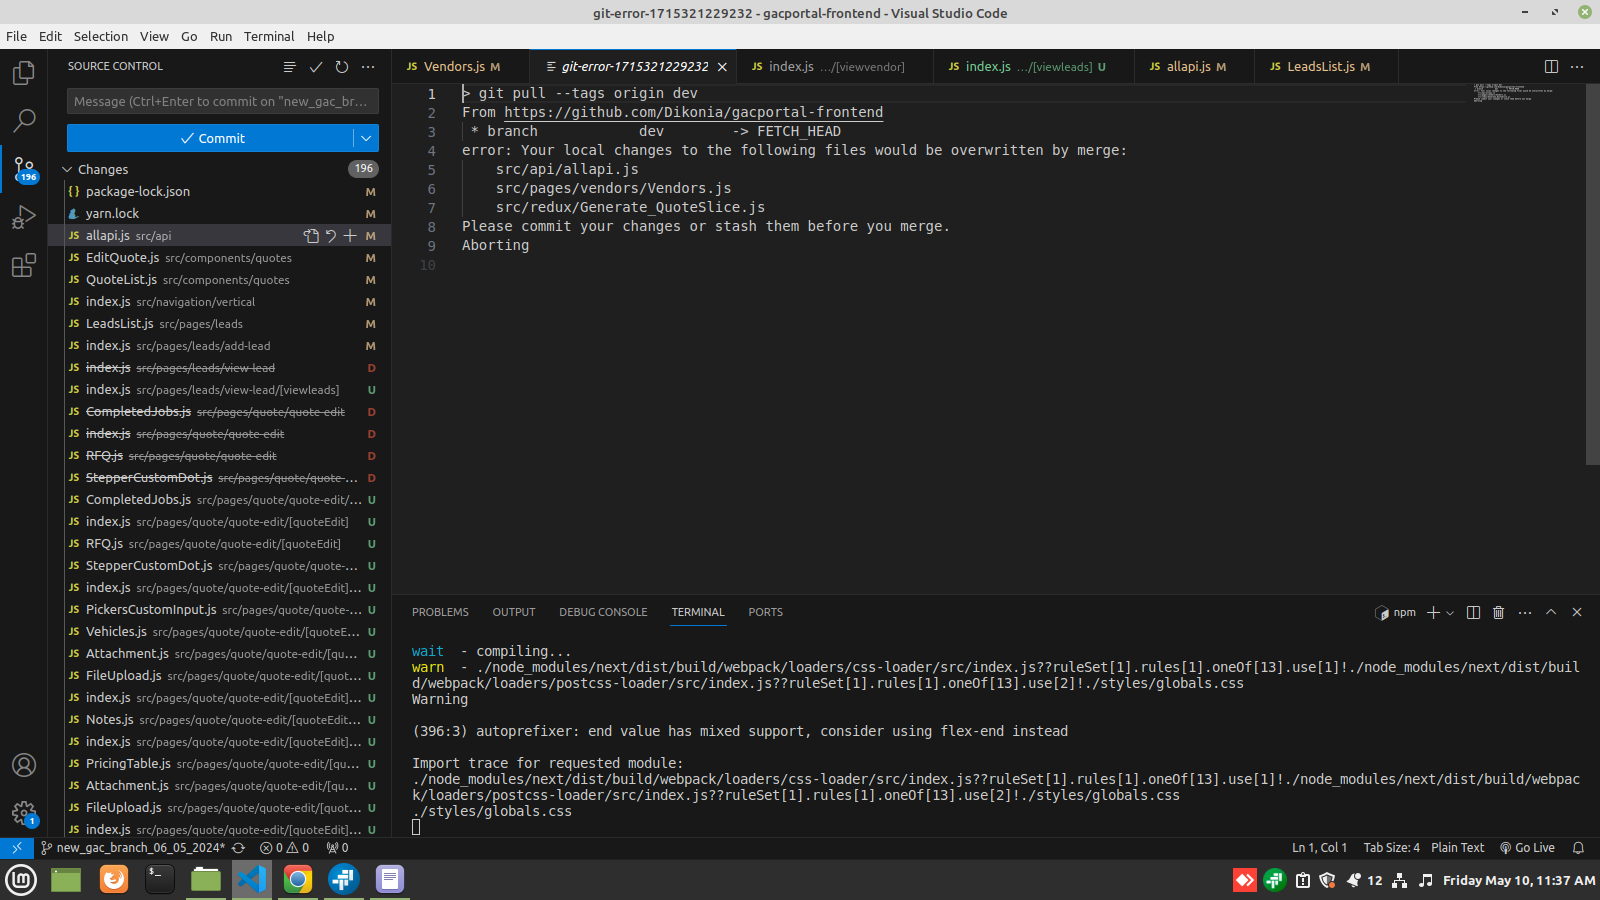 git-error-1715321229232 - gacportal-frontend - Visual Studio Code
File Edit Selection View Go Run Terminal Help
SOURCE CONTROL
Vendors.js M
git-error-1715321229232
index.js .../[viewvendor]
index.js .../[viewleads] U
allapi.js M
LeadsList.js M
Message (Ctrl+Enter to commit on "new_gac_br...
Commit
Changes 196
package-lock.json M
yarn.lock M
allapi.js src/api M
EditQuote.js src/components/quotes M
QuoteList.js src/components/quotes M
index.js src/navigation/vertical M
LeadsList.js src/pages/leads M
index.js src/pages/leads/add-lead M
index.js src/pages/leads/view-lead D
index.js src/pages/leads/view-lead/[viewleads] U
CompletedJobs.js src/pages/quote/quote-edit D
index.js src/pages/quote/quote-edit D
RFQ.js src/pages/quote/quote-edit D
StepperCustomDot.js src/pages/quote/quote-... D
CompletedJobs.js src/pages/quote/quote-edit/... U
index.js src/pages/quote/quote-edit/[quoteEdit] U
RFQ.js src/pages/quote/quote-edit/[quoteEdit] U
StepperCustomDot.js src/pages/quote/quote-... U
index.js src/pages/quote/quote-edit/[quoteEdit]... U
PickersCustomInput.js src/pages/quote/quote-... U
Vehicles.js src/pages/quote/quote-edit/[quoteE... U
Attachment.js src/pages/quote/quote-edit/[qu... U
FileUpload.js src/pages/quote/quote-edit/[quot... U
index.js src/pages/quote/quote-edit/[quoteEdit]... U
Notes.js src/pages/quote/quote-edit/[quoteEdit... U
index.js src/pages/quote/quote-edit/[quoteEdit]... U
PricingTable.js src/pages/quote/quote-edit/[qu... U
Attachment.js src/pages/quote/quote-edit/[qu... U
FileUpload.js src/pages/quote/quote-edit/[quot... U
index.js src/pages/quote/quote-edit/[quoteEdit]... U
196
1
1 > git pull --tags origin dev
2 From https://github.com/Dikonia/gacportal-frontend
3 * branch dev -> FETCH_HEAD
4 error: Your local changes to the following files would be overwritten by merge:
5 src/api/allapi.js
6 src/pages/vendors/Vendors.js
7 src/redux/Generate_QuoteSlice.js
8 Please commit your changes or stash them before you merge.
9 Aborting
10
PROBLEMS OUTPUT DEBUG CONSOLE TERMINAL PORTS
npm
wait - compiling...
warn - ./node_modules/next/dist/build/webpack/loaders/css-loader/src/index.js??ruleSet[1].rules[1].oneOf[13].use[1]!./node_modules/next/dist/buil
d/webpack/loaders/postcss-loader/src/index.js??ruleSet[1].rules[1].oneOf[13].use[2]!./styles/globals.css
Warning
(396:3) autoprefixer: end value has mixed support, consider using flex-end instead
Import trace for requested module:
./node_modules/next/dist/build/webpack/loaders/css-loader/src/index.js??ruleSet[1].rules[1].oneOf[13].use[1]!./node_modules/next/dist/build/webpac
k/loaders/postcss-loader/src/index.js??ruleSet[1].rules[1].oneOf[13].use[2]!./styles/globals.css
./styles/globals.css
new_gac_branch_06_05_2024* 0 0 0
Ln 1, Col 1 Tab Size: 4 Plain Text Go Live
12 Friday May 10, 11:37 AM